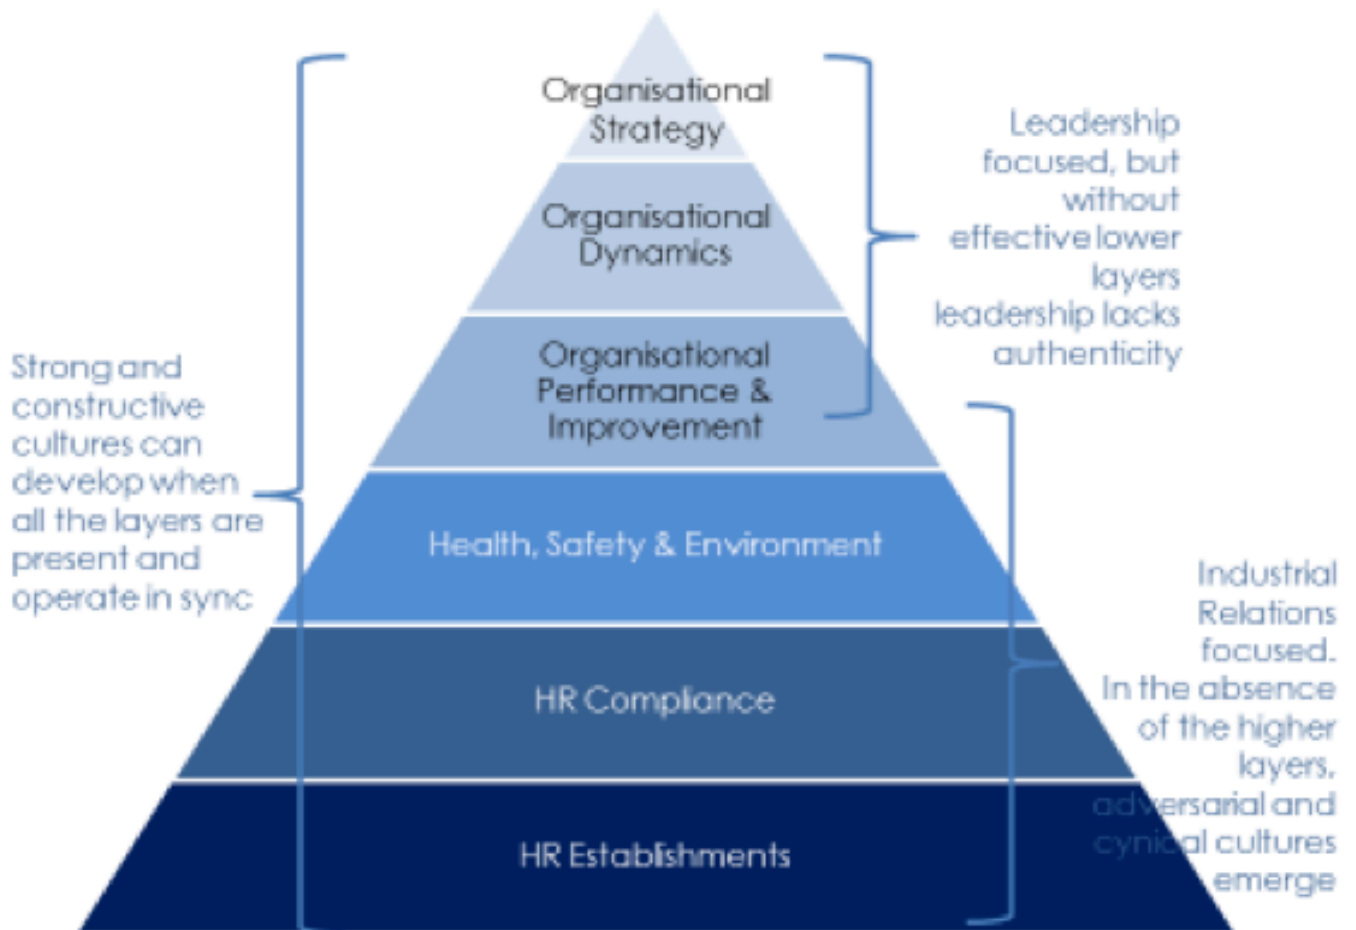 Organisational
Strategy
Organisational
Dynamics
Organisational
Performance &
Improvement
Health, Safety & Environment
HR Compliance
HR Establishments
Strong and
constructive
cultures can
develop when
all the layers are
present and
operate in sync
Leadership
focused, but
without
effective lower
layers
leadership lacks
authenticity
Industrial
Relations
focused.
In the absence
of the higher
layers,
adversarial and
cynical cultures
emerge